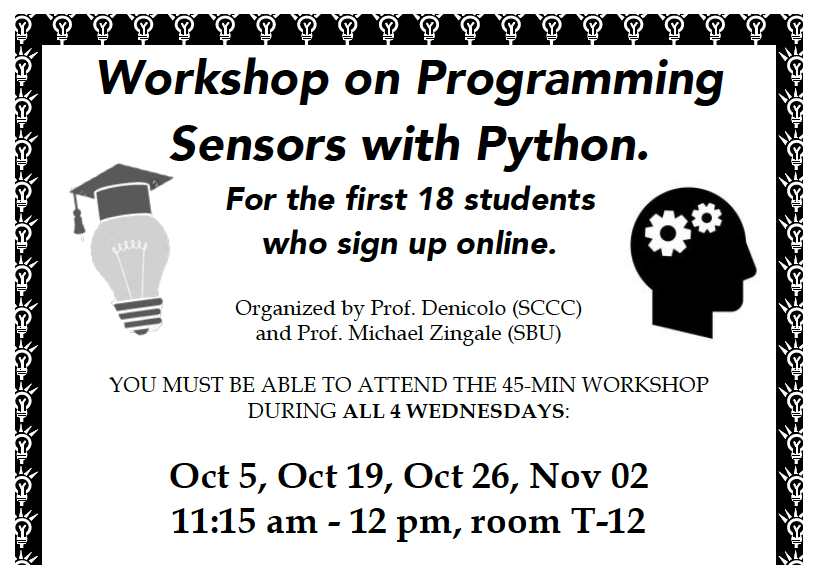 Workshop on Programming
Sensors with Python.
For the first 18 students
who sign up online.
Organized by Prof. Denicolo (SCCC)
and Prof. Michael Zingale (SBU)
YOU MUST BE ABLE TO ATTEND THE 45-MIN WORKSHOP
DURING ALL 4 WEDNESDAYS:
Oct 5, Oct 19, Oct 26, Nov 02
11:15 am - 12 pm, room T-12